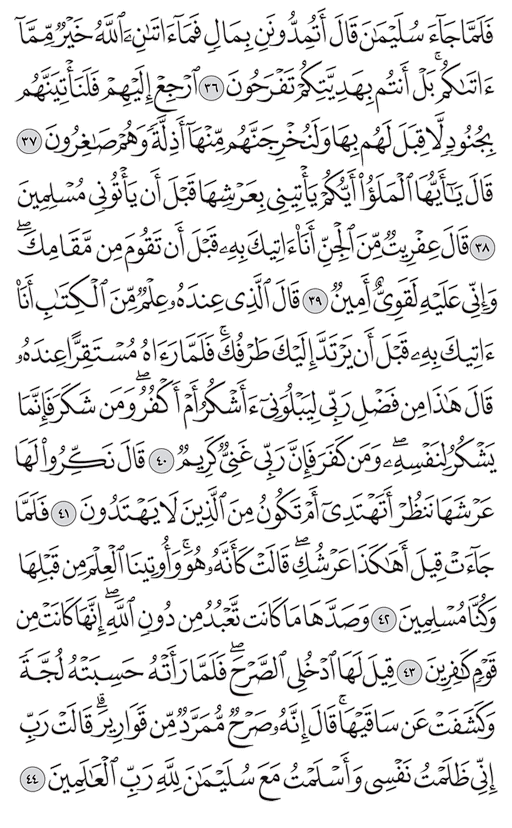 فَلَمَّا جَآءَ سُلَيْمَـٰنَ قَالَ أَتُمِدُّونَنِ بِمَالٍ فَمَآ ءَاتَىٰنِۦَ ٱللَّهُ خَيْرٌ مِّمَّآ
ءَاتَىٰكُم ۚ بَلْ أَنتُم بِهَدِيَّتِكُمْ تَفْرَحُونَ ٣٦ ٱرْجِعْ إِلَيْهِمْ فَلَنَأْتِيَنَّهُم
بِجُنُودٍ لَّا قِبَلَ لَهُم بِهَا وَلَنُخْرِجَنَّهُم مِّنْهَآ أَذِلَّةً وَهُمْ صَـٰغِرُونَ ٣٧
قَالَ يَـٰٓأَيُّهَا ٱلْمَلَؤُا۟ أَيُّكُمْ يَأْتِينِى بِعَرْشِهَا قَبْلَ أَن يَأْتُونِى مُسْلِمِينَ
٣٨ قَالَ عِفْرِيتٌ مِّنَ ٱلْجِنِّ أَنَا۠ ءَاتِيكَ بِهِۦ قَبْلَ أَن تَقُومَ مِن مَّقَامِكَ ۖ
وَإِنِّى عَلَيْهِ لَقَوِىٌّ أَمِينٌ ٣٩ قَالَ ٱلَّذِى عِندَهُۥ عِلْمٌ مِّنَ ٱلْكِتَـٰبِ أَنَا۠
ءَاتِيكَ بِهِۦ قَبْلَ أَن يَرْتَدَّ إِلَيْكَ طَرْفُكَ ۚ فَلَمَّا رَءَاهُ مُسْتَقِرًّا عِندَهُۥ
قَالَ هَـٰذَا مِن فَضْلِ رَبِّى لِيَبْلُوَنِىٓ ءَأَشْكُرُ أَمْ أَكْفُرُ ۖ وَمَن شَكَرَ فَإِنَّمَا
يَشْكُرُ لِنَفْسِهِۦ ۖ وَمَن كَفَرَ فَإِنَّ رَبِّى غَنِىٌّ كَرِيمٌ ٤٠ قَالَ نَكِّرُوا۟ لَهَا
عَرْشَهَا نَنظُرْ أَتَهْتَدِىٓ أَمْ تَكُونُ مِنَ ٱلَّذِينَ لَا يَهْتَدُونَ ٤١ فَلَمَّا
جَآءَتْ قِيلَ أَهَـٰكَذَا عَرْشُكِ ۖ قَالَتْ كَأَنَّهُۥ هُوَ ۚ وَأُوتِينَا ٱلْعِلْمَ مِن قَبْلِهَا
وَكُنَّا مُسْلِمِينَ ٤٢ وَصَدَّهَا مَا كَانَت تَّعْبُدُ مِن دُونِ ٱللَّهِ ۖ إِنَّهَا كَانَتْ مِن
قَوْمٍ كَـٰفِرِينَ ٤٣ قِيلَ لَهَا ٱدْخُلِى ٱلصَّرْحَ ۖ فَلَمَّا رَأَتْهُ حَسِبَتْهُ لُجَّةً
وَكَشَفَتْ عَن سَاقَيْهَا ۚ قَالَ إِنَّهُۥ صَرْحٌ مُّمَرَّدٌ مِّن قَوَارِيرَ ۗ قَالَتْ رَبِّ
إِنِّى ظَلَمْتُ نَفْسِى وَأَسْلَمْتُ مَعَ سُلَيْمَـٰنَ لِلَّهِ رَبِّ ٱلْعَـٰلَمِينَ ٤٤